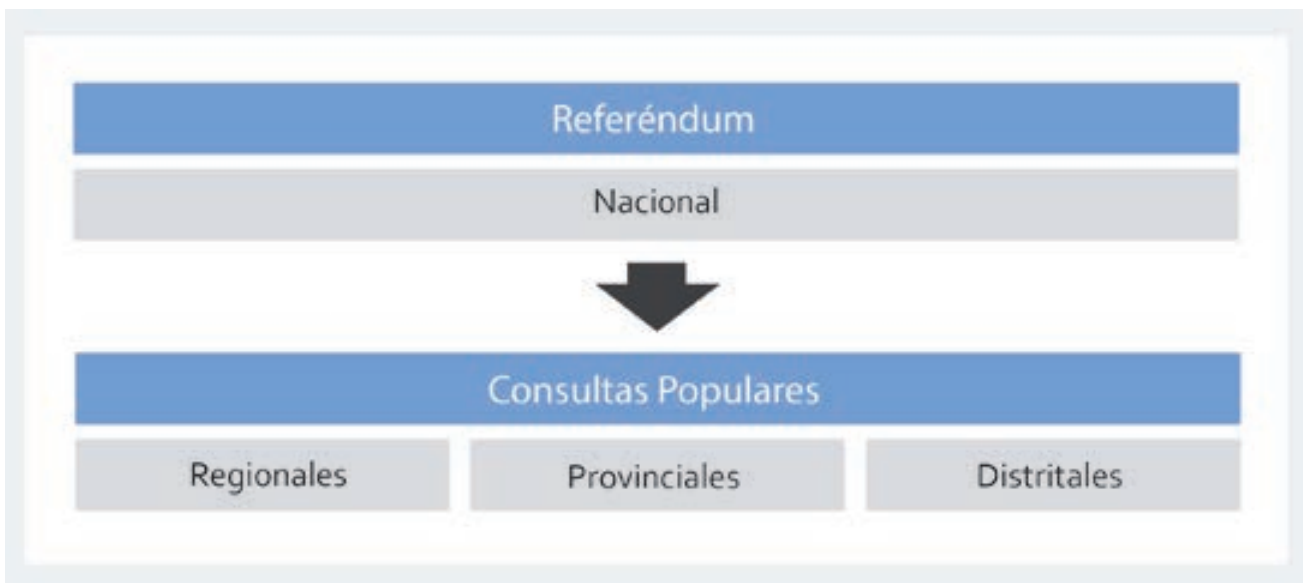 Referéndum
Nacional
Consultas Populares
Regionales
Provinciales
Distritales